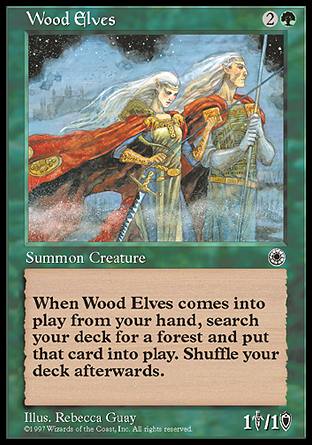 Wood Elves 2
Summon Creature
When Wood Elves comes into
play from your hand, search
your deck for a forest and put
that card into play. Shuffle your
deck afterwards.
Illus. Rebecca Guay
©1997 Wizards of the Coast, Inc. All rights reserved.
1/1